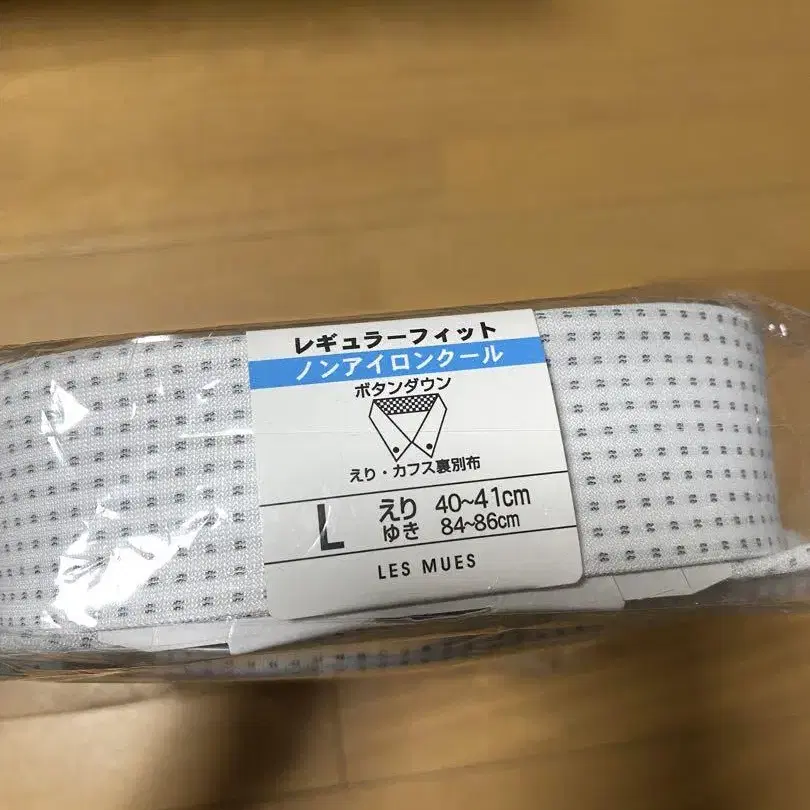 レギュラーフィット
ノンアイロンクール
ボタンダウン
えり・カフス裏別布
L えり 40~41cm
ゆき 84~86cm
LES MUES